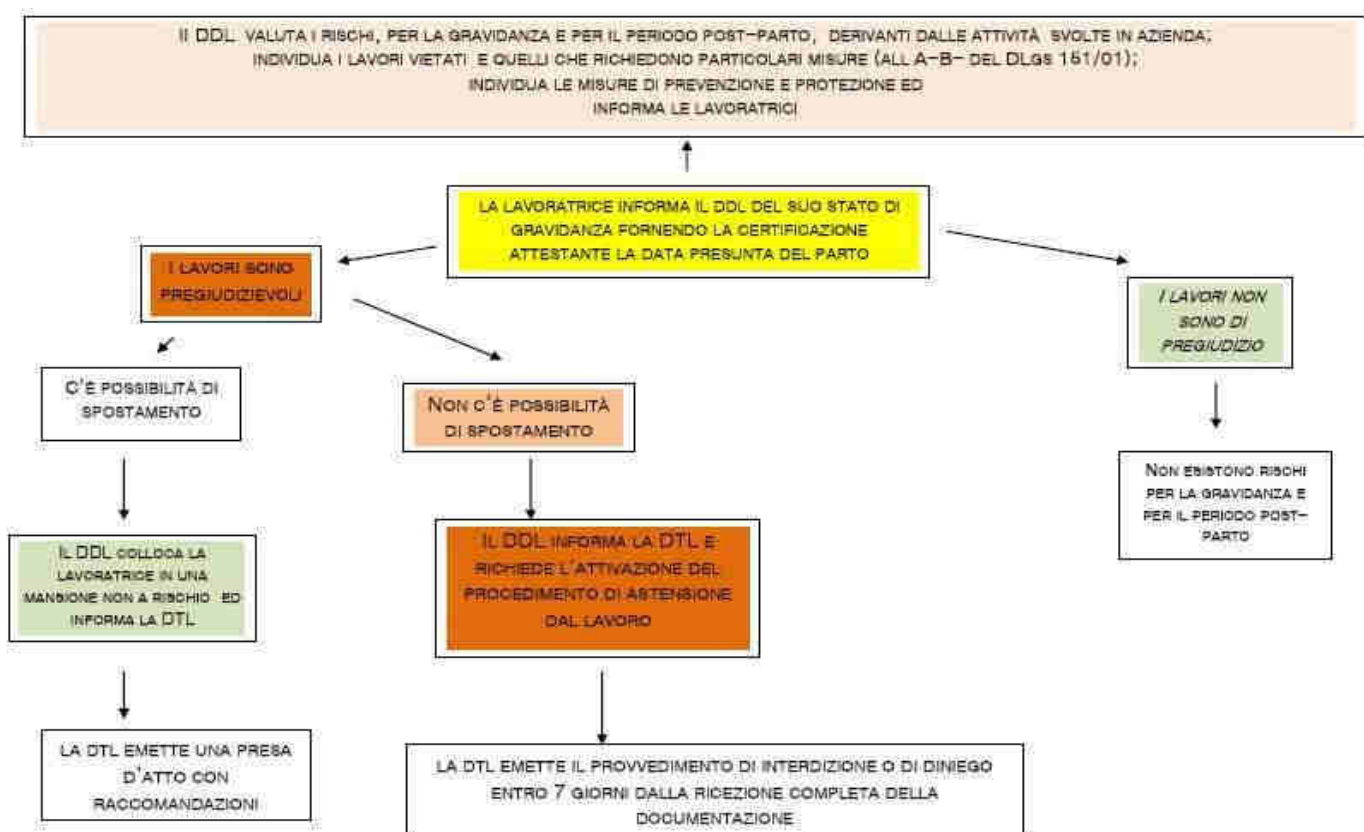 Il DDL VALUTA I RISCHI, PER LA GRAVIDANZA E PER IL PERIODO POST-PARTO, DERIVANTI DALLE ATTIVITÀ SVOLTE IN AZIENDA;
INDIVIDUA I LAVORI VIETATI E QUELLI CHE RICHIEDONO PARTICOLARI MISURE (ALL A-B- DEL DLGS 151/01);
INDIVIDUA LE MISURE DI PREVENZIONE E PROTEZIONE ED
INFORMA LE LAVORATRICI
LA LAVORATRICE INFORMA IL DDL DEL SUO STATO DI
GRAVIDANZA FORNENDO LA CERTIFICAZIONE
ATTESTANTE LA DATA PRESUNTA DEL PARTO
I LAVORI SONO
PREGIUDIZIEVOLI
I LAVORI NON
SONO DI
PREGIUDIZIO
C'È POSSIBILITÀ DI
SPOSTAMENTO
NON C'È POSSIBILITÀ
DI SPOSTAMENTO
NON ESISTONO RISCHI
PER LA GRAVIDANZA E
PER IL PERIODO POST-
PARTO
IL DDL COLLOCA LA
LAVORATRICE IN UNA
MANSIONE NON A RISCHIO ED
INFORMA LA DTL
IL DDL INFORMA LA DTL E
RICHIEDE L'ATTIVAZIONE DEL
PROCEDIMENTO DI ASTENSIONE
DAL LAVORO
LA DTL EMETTE UNA PRESA
D'ATTO CON
RACCOMANDAZIONI
LA DTL EMETTE IL PROVVEDIMENTO DI INTERDIZIONE O DI DINIEGO
ENTRO 7 GIORNI DALLA RICEZIONE COMPLETA DELLA
DOCUMENTAZIONE